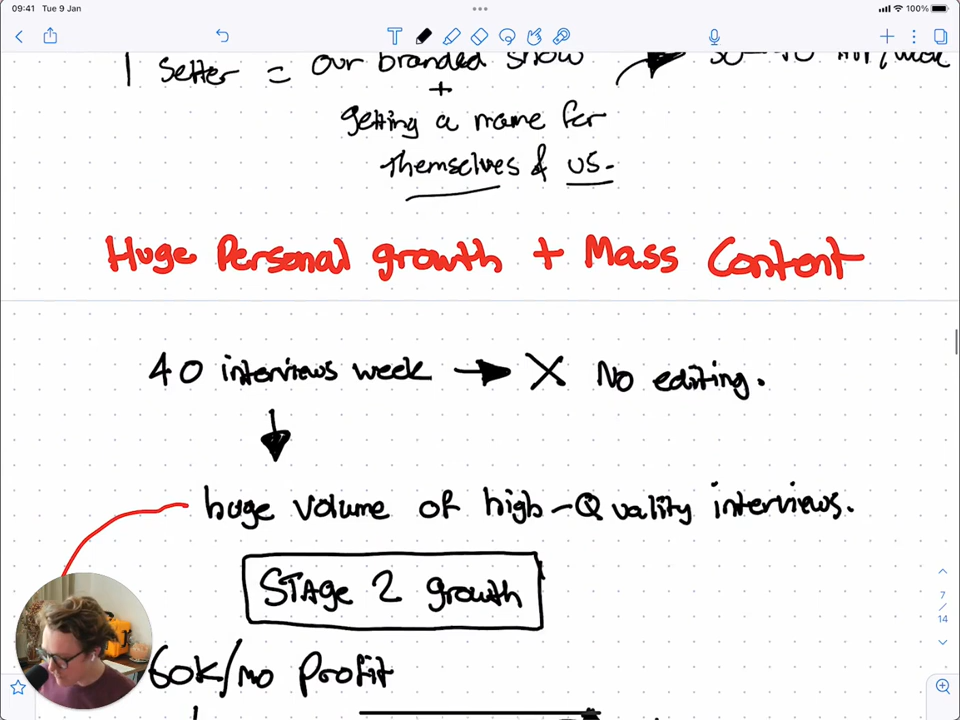 09:41 Tue 9 Jan
100%
T
1 Setter = our branded show
+
getting a name for
themselves & us.
Huge Personal growth + Mass Content
40 interviews week → X No editing.
huge volume of high-Quality interviews.
STAge 2 growth
60K/mo Profit
7
/
14